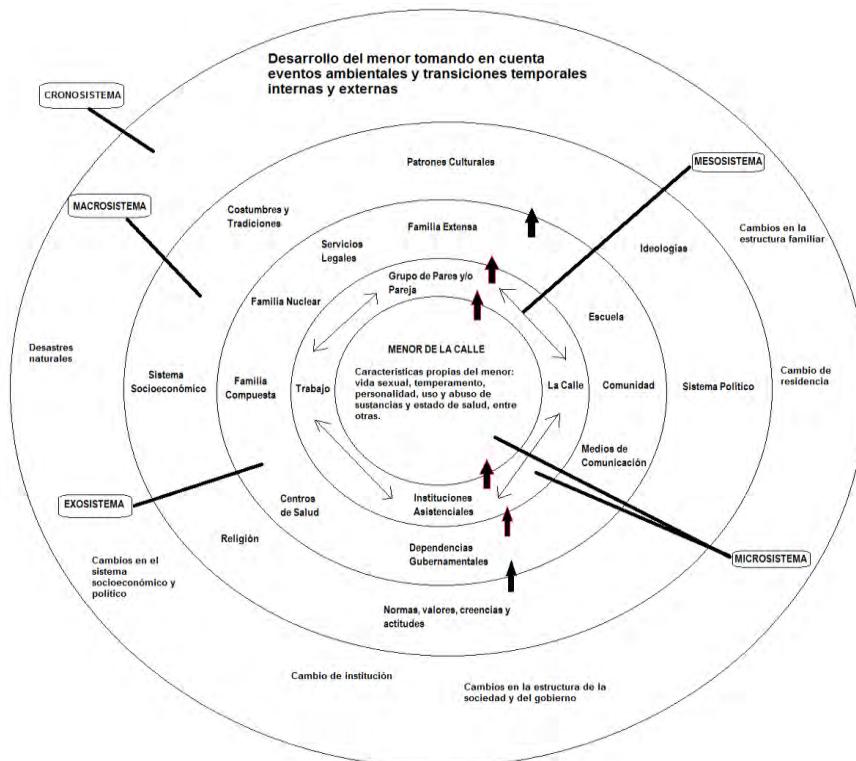 Desarrollo del menor tomando en cuenta
eventos ambientales y transiciones temporales
internas y externas
CRONOSISTEMA
MESOSISTEMA
Patrones Culturales
MACROSISTEMA
Costumbres y
Tradiciones
Familia Extensa
Cambios en la
estructura familiar
Servicios
Legales
Ideologías
Grupo de Pares y/o
Pareja
Familia Nuclear
Escuela
Desastres
naturales
MENOR DE LA CALLE
Características propias del menor:
vida sexual, temperamento,
personalidad, uso y abuso de
sustancias y estado de salud, entre
otras.
Sistema
Socioeconómico
Familia
Compuesta
Trabajo
La Calle
Comunidad
Sistema Político
Cambio de
residencia
Medios de
Comunicación
EXOSISTEMA
Centros
de Salud
Instituciones
Asistenciales
Religión
Dependencias
Gubernamentales
MICROSISTEMA
Cambios en el
sistema
socioeconómico y
político
Normas, valores, creencias y
actitudes
Cambio de institución
Cambios en la estructura de la
sociedad y del gobierno